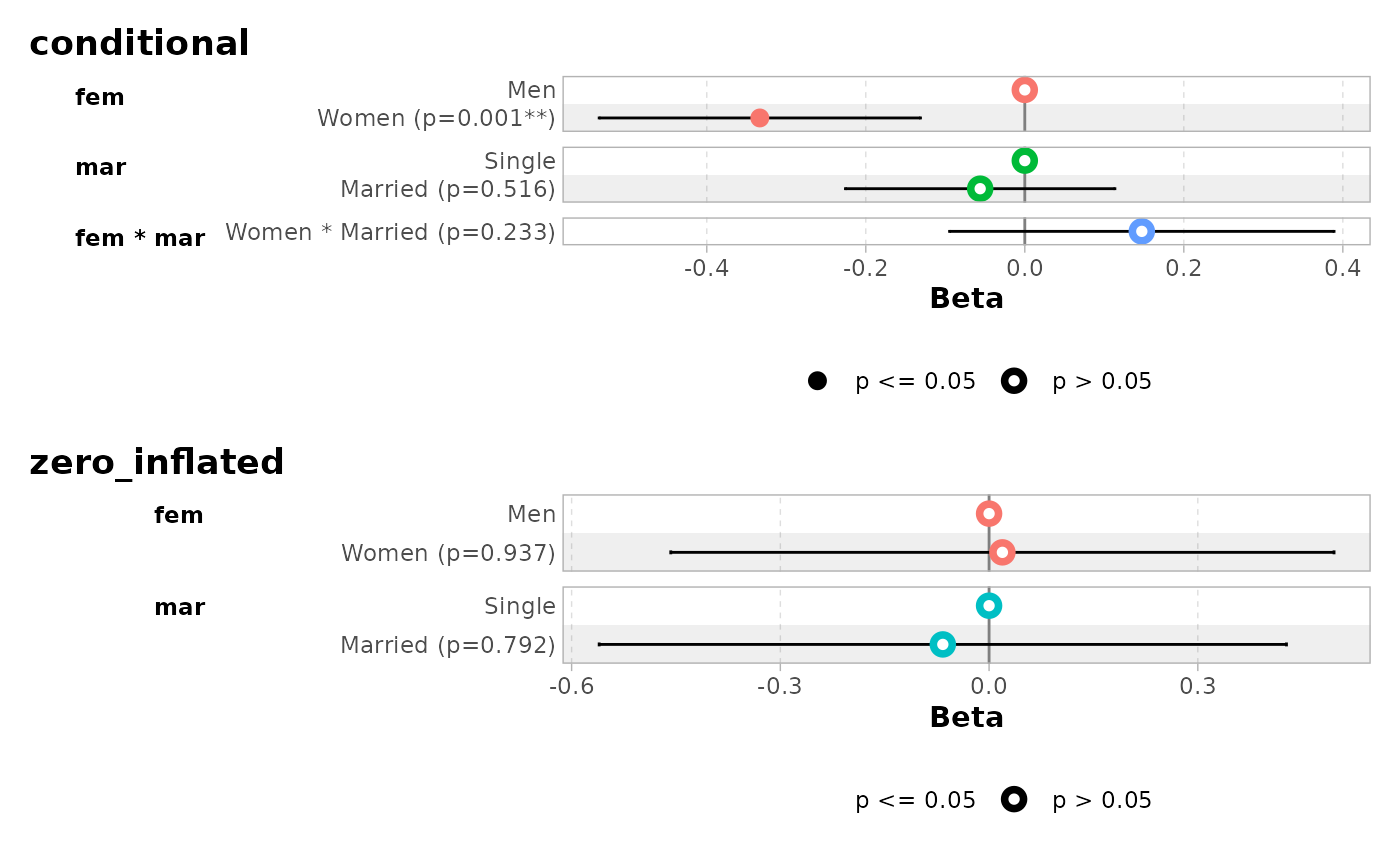 conditional
fem
Men
Women (p=0.001**)
mar
Single
Married (p=0.516)
fem * mar
Women * Married (p=0.233)
-0.4 -0.2 0.0 0.2 0.4
Beta
p <= 0.05 p > 0.05
zero_inflated
fem
Men
Women (p=0.937)
mar
Single
Married (p=0.792)
-0.6 -0.3 0.0 0.3
Beta
p <= 0.05 p > 0.05